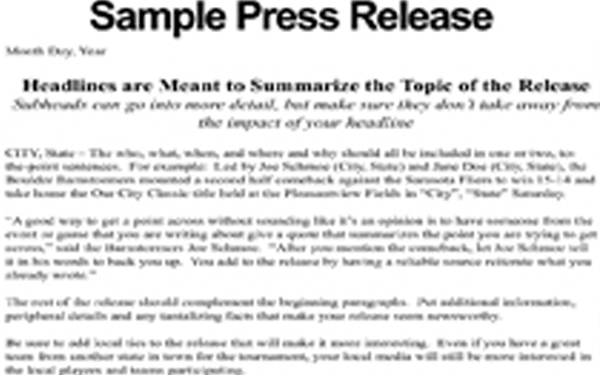 Sample Press Release
Month Day, Year
Headlines are Meant to Summarize the Topic of the Release
Subheads can go into more detail, but make sure they don't take away from
the impact of your headline
CITY, State – The who, what, when, and where and why should all be included in one or two, to-
the-point sentences. For example: Led by Joe Schmoe (City, State) and Jane Doe (City, State), the
Boulder Barnstormers mounted a second half comeback against the Sarasota Flem to win 15-14 and
take home the Our City Classic title held at the Pleasantview Fields in "City", "State" Saturday.
"A good way to get a point across without sounding like it's an opinion is to have someone from the
event or game that you are writing about give a quote that summarizes the point you are trying to get
across," said the Barnstormers Joe Schmoe. "After you mention the comeback, let Joe Schmoe tell
it in his words to back you up. You add to the release by having a reliable source reiterate what you
already wrote."
The rest of the release should complement the beginning paragraphs. Put additional information,
peripheral details and any tantalizing facts that make your release seem newsworthy.
Be sure to add local ties to the release that will make it more interesting. Even if you have a great
team from another state in town for the tournament, your local media will still be more interested in
the local players and teams participating.